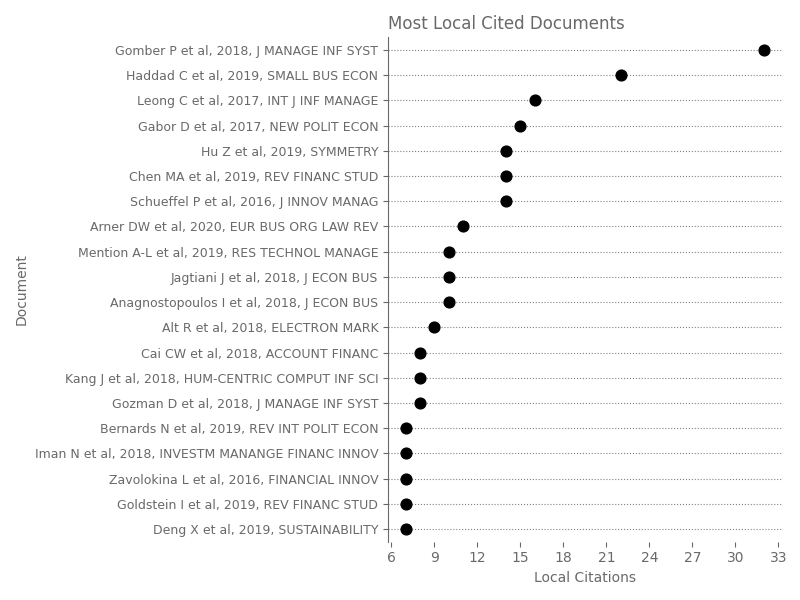 Most Local Cited Documents
Gomber P et al, 2018, J MANAGE INF SYST
Haddad C et al, 2019, SMALL BUS ECON
Leong C et al, 2017, INT J INF MANAGE
Gabor D et al, 2017, NEW POLIT ECON
Hu Z et al, 2019, SYMMETRY
Chen MA et al, 2019, REV FINANC STUD
Schueffel P et al, 2016, J INNOV MANAG
Arner DW et al, 2020, EUR BUS ORG LAW REV
Mention A-L et al, 2019, RES TECHNOL MANAGE
Jagtiani J et al, 2018, J ECON BUS
Anagnostopoulos I et al, 2018, J ECON BUS
Alt R et al, 2018, ELECTRON MARK
Cai CW et al, 2018, ACCOUNT FINANC
Kang J et al, 2018, HUM-CENTRIC COMPUT INF SCI
Gozman D et al, 2018, J MANAGE INF SYST
Bernards N et al, 2019, REV INT POLIT ECON
Iman N et al, 2018, INVESTM MANANGE FINANC INNOV
Zavolokina L et al, 2016, FINANCIAL INNOV
Goldstein I et al, 2019, REV FINANC STUD
Deng X et al, 2019, SUSTAINABILITY
Document
6 9 12 15 18 21 24 27 30 33
Local Citations